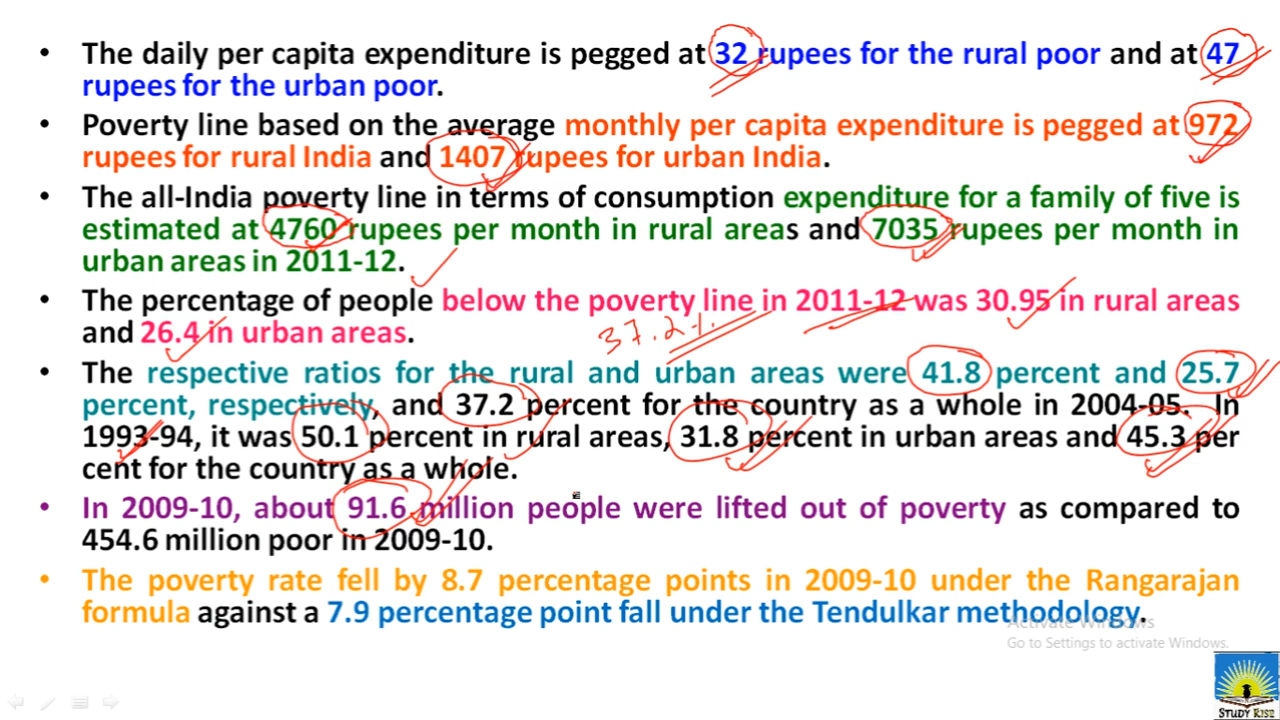 • The daily per capita expenditure is pegged at 32 rupees for the rural poor and at 47
rupees for the urban poor.
• Poverty line based on the average monthly per capita expenditure is pegged at 972
rupees for rural India and 1407 rupees for urban India.
• The all-India poverty line in terms of consumption expenditure for a family of five is
estimated at 4760 rupees per month in rural areas and 7035 rupees per month in
urban areas in 2011-12.
• The percentage of people below the poverty line in 2011-12 was 30.95 in rural areas
and 26.4 in urban areas.
37.2%.
• The respective ratios for the rural and urban areas were 41.8 percent and 25.7
percent, respectively, and 37.2 percent for the country as a whole in 2004-05. In
1993-94, it was 50.1 percent in rural areas, 31.8 percent in urban areas and 45.3 per
cent for the country as a whole.
• In 2009-10, about 91.6 million people were lifted out of poverty as compared to
454.6 million poor in 2009-10.
• The poverty rate fell by 8.7 percentage points in 2009-10 under the Rangarajan
formula against a 7.9 percentage point fall under the Tendulkar methodology.
Activate Windows
Go to Settings to activate Windows.
STUDY RISE